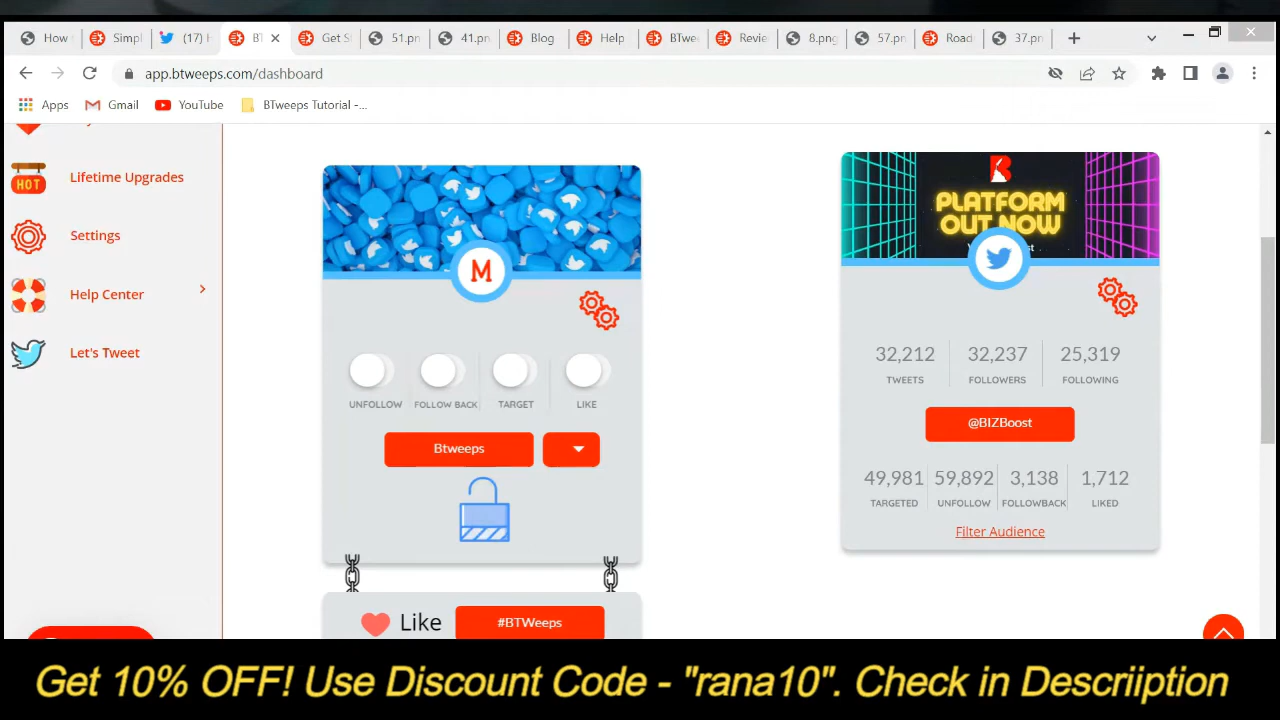 How
Simpl
(17) H
BT
Get S
51.pn
41.pn
Blog
Help
BTwe
Revie
8.png
57.pn
Road
37.pn
app.btweeps.com/dashboard
Apps
Gmail
YouTube
BTweeps Tutorial -...
HOT
Lifetime Upgrades
Settings
Help Center
Let's Tweet
M
UNFOLLOW
FOLLOW BACK
TARGET
LIKE
Btweeps
Like
#BTWeeps
PLATFORM
OUT NOW
32,212
32,237
25,319
TWEETS
FOLLOWERS
FOLLOWING
@BIZBoost
49,981
59,892
3,138
1,712
TARGETED
UNFOLLOW
FOLLOWBACK
LIKED
Filter Audience
Get 10% OFF! Use Discount Code - "rana10". Check in Descriiption